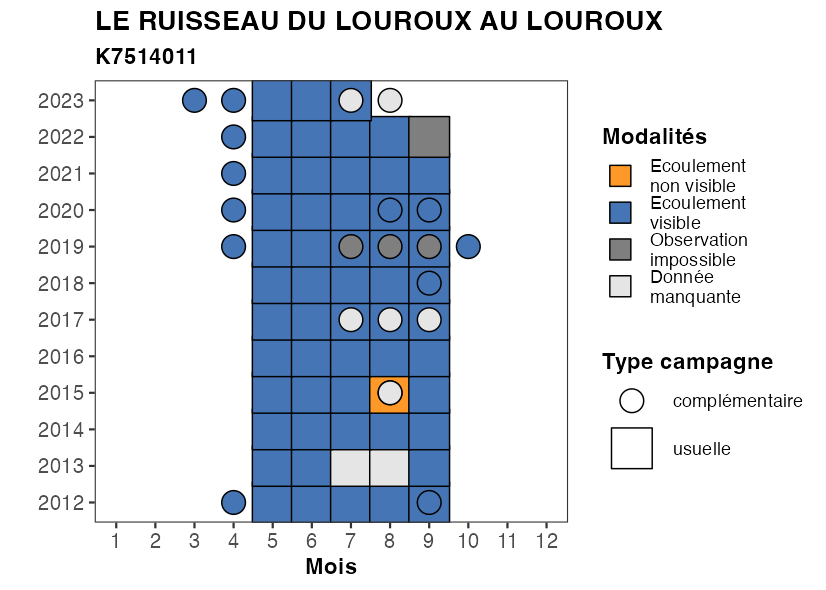 LE RUISSEAU DU LOUROUX AU LOUROUX
K7514011
2023
2022
2021
2020
2019
2018
2017
2016
2015
2014
2013
2012
1 2 3 4 5 6 7 8 9 10 11 12
Mois
Modalités
Ecoulement
non visible
Ecoulement
visible
Observation
impossible
Donnée
manquante
Type campagne
complémentaire
usuelle